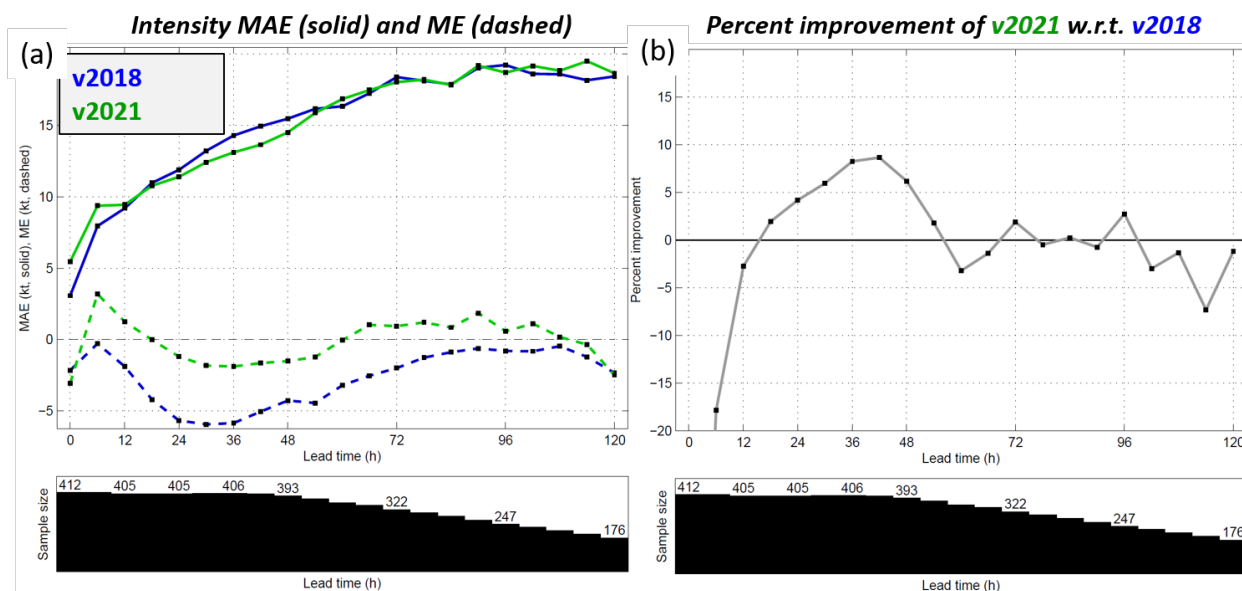 Intensity MAE (solid) and ME (dashed)
(a)
v2018
v2021
MAE (kt, solid), ME (kt, dashed)
15
10
5
0
−5
0 12 24 36 48 72 96 120
Lead time (h)
Sample size
412 405 405 406 393 322 247 176
Lead time (h)
Percent improvement of v2021 w.r.t. v2018
(b)
Percent improvement
15
10
5
0
−5
−10
−15
−20
0 12 24 36 48 72 96 120
Lead time (h)
Sample size
412 405 405 406 393 322 247 176
Lead time (h)